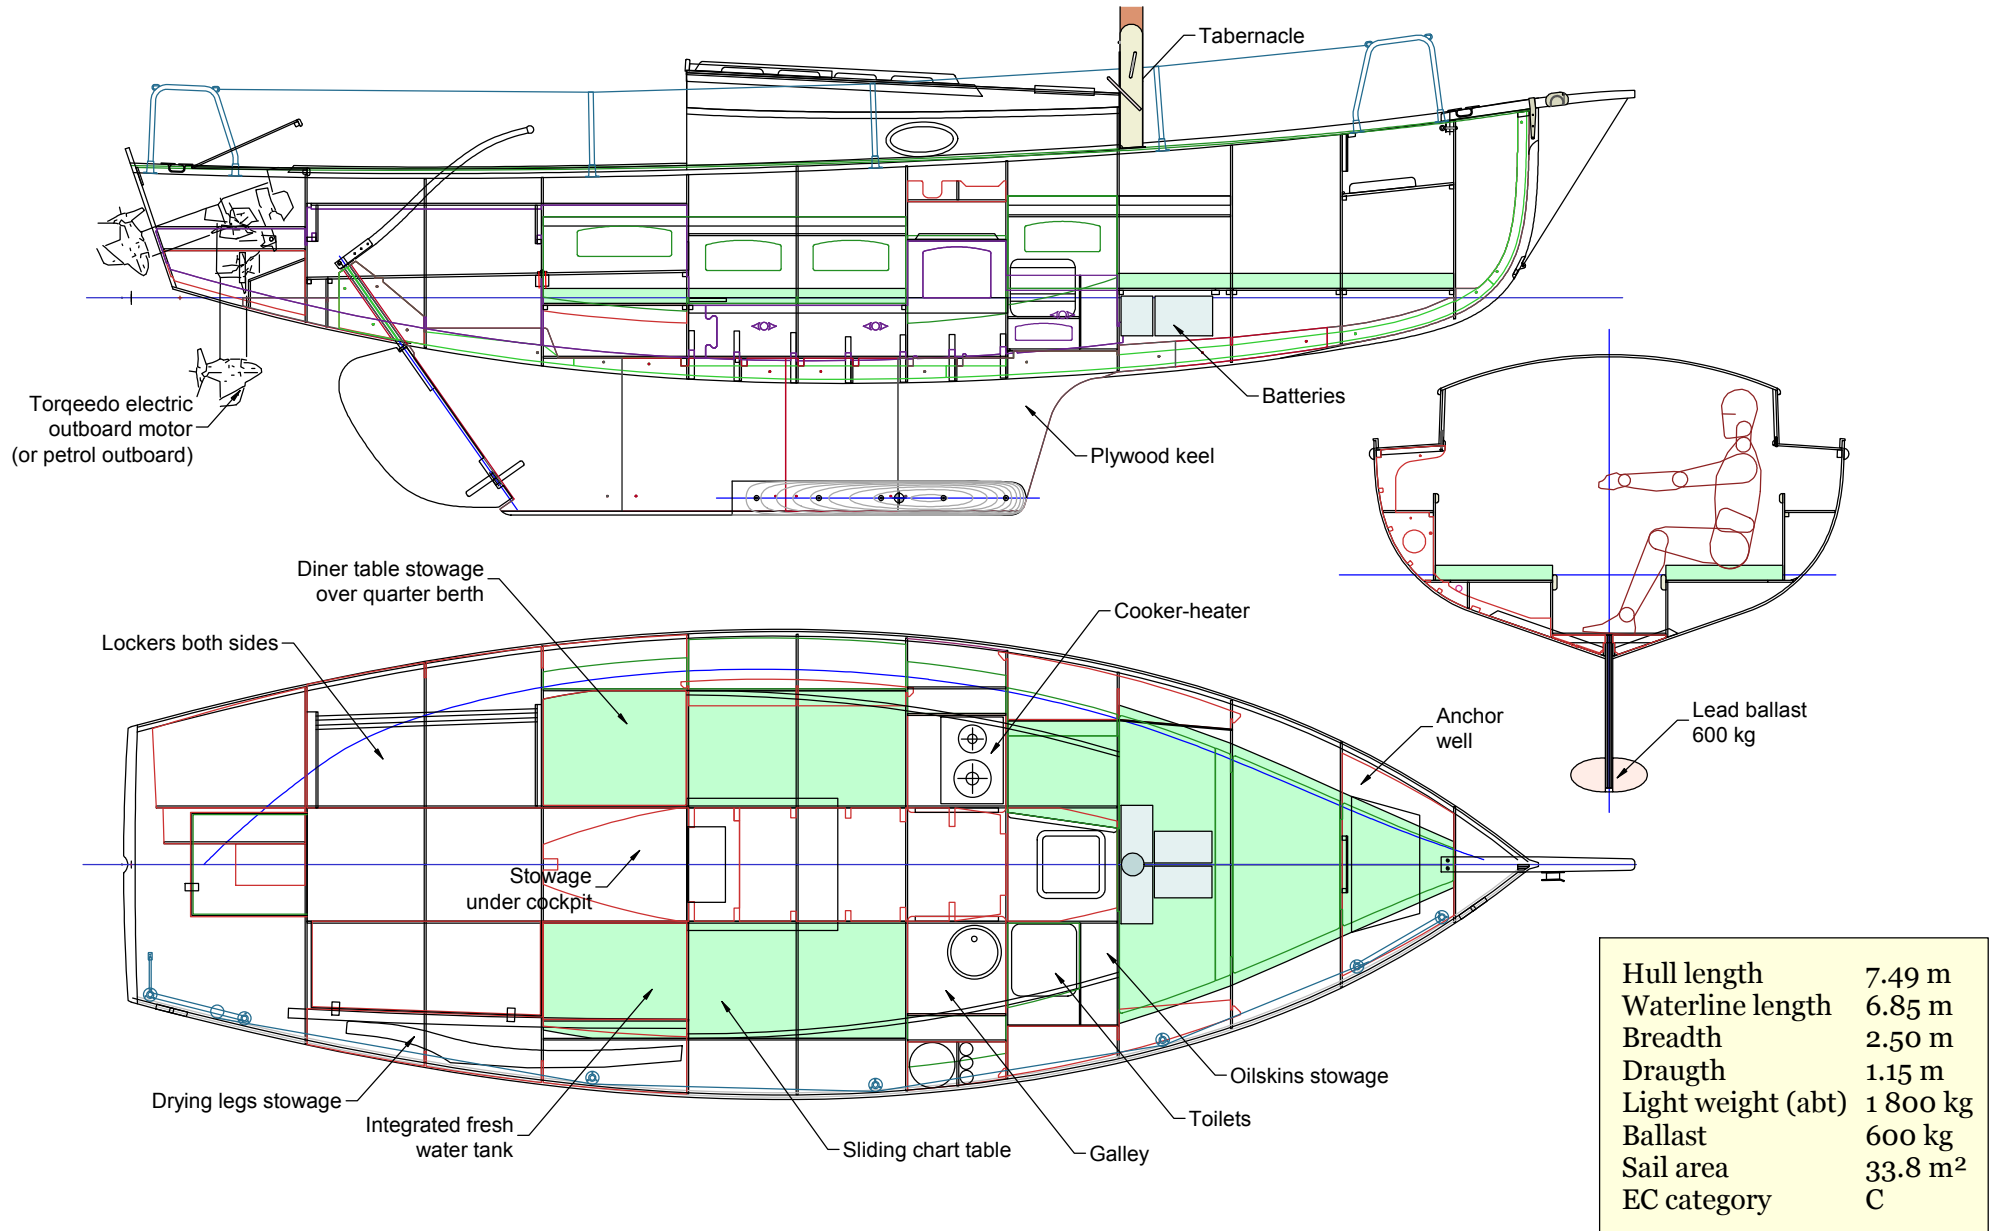 Tabernacle
Batteries
Plywood keel
Torqeedo electric
outboard motor
(or petrol outboard)
Diner table stowage
over quarter berth
Cooker-heater
Lockers both sides
Anchor
well
Lead ballast
600 kg
Stowage
under cockpit
Oilskins stowage
Drying legs stowage
Toilets
Integrated fresh
water tank
Sliding chart table
Galley
Hull length 7.49 m
Waterline length 6.85 m
Breadth 2.50 m
Draugth 1.15 m
Light weight (abt) 1 800 kg
Ballast 600 kg
Sail area 33.8 m²
EC category C